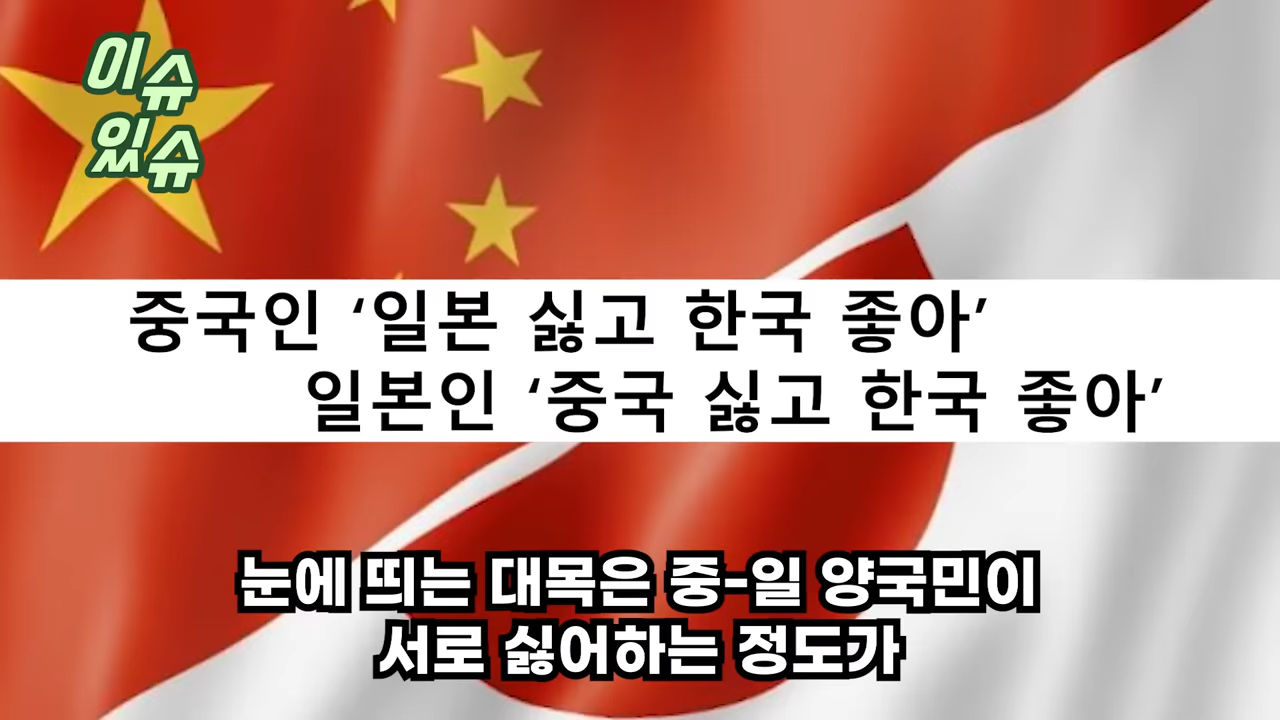 이슈
있슈
중국인 ‘일본 싫고 한국 좋아’
일본인 ‘중국 싫고 한국 좋아’
눈에 띄는 대목은 중-일 양국민이
서로 싫어하는 정도가